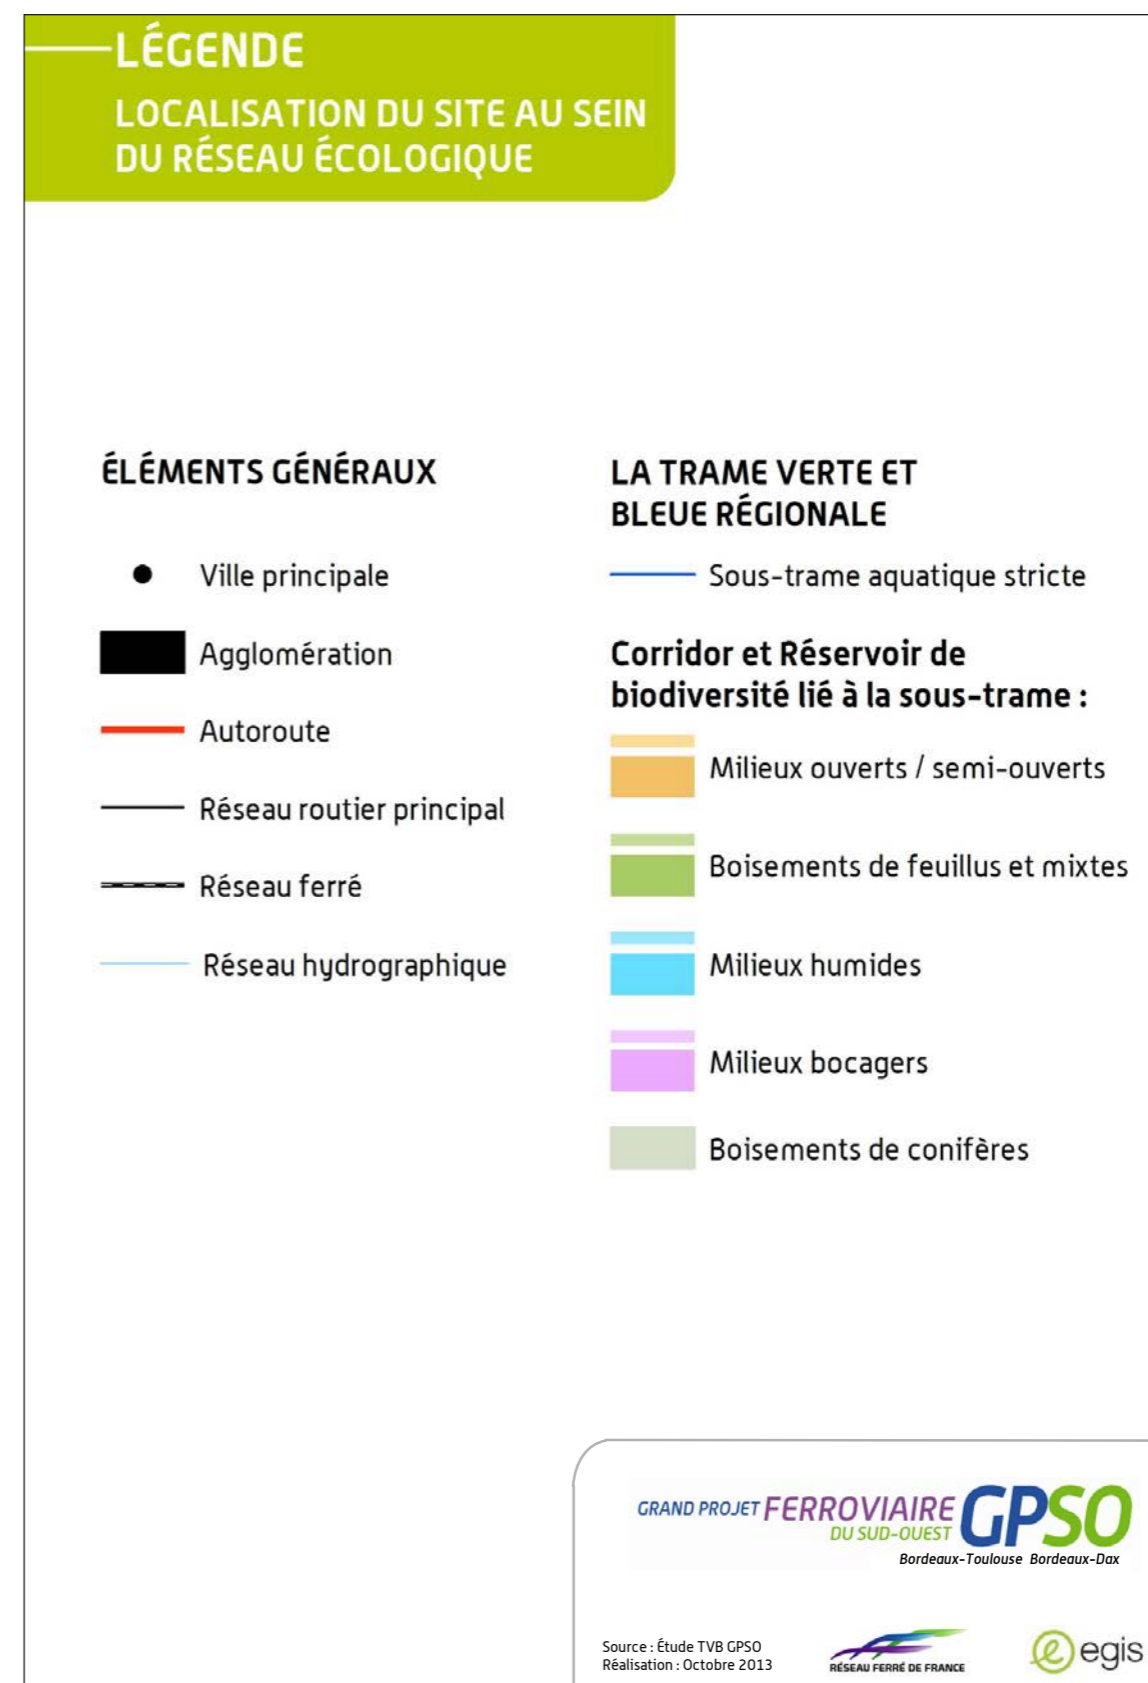 LÉGENDE
LOCALISATION DU SITE AU SEIN
DU RÉSEAU ÉCOLOGIQUE
ÉLÉMENTS GÉNÉRAUX
Ville principale
Agglomération
Autoroute
Réseau routier principal
Réseau ferré
Réseau hydrographique
LA TRAME VERTE ET
BLEUE RÉGIONALE
Sous-trame aquatique stricte
Corridor et Réservoir de
biodiversité lié à la sous-trame :
Milieux ouverts / semi-ouverts
Boisements de feuillus et mixtes
Milieux humides
Milieux bocagers
Boisements de conifères
GRAND PROJET FERROVIAIRE GPSO
DU SUD-OUEST
Bordeaux-Toulouse Bordeaux-Dax
Source : Étude TVB GPSO
Réalisation : Octobre 2013
RÉSEAU FERRÉ DE FRANCE
e egis